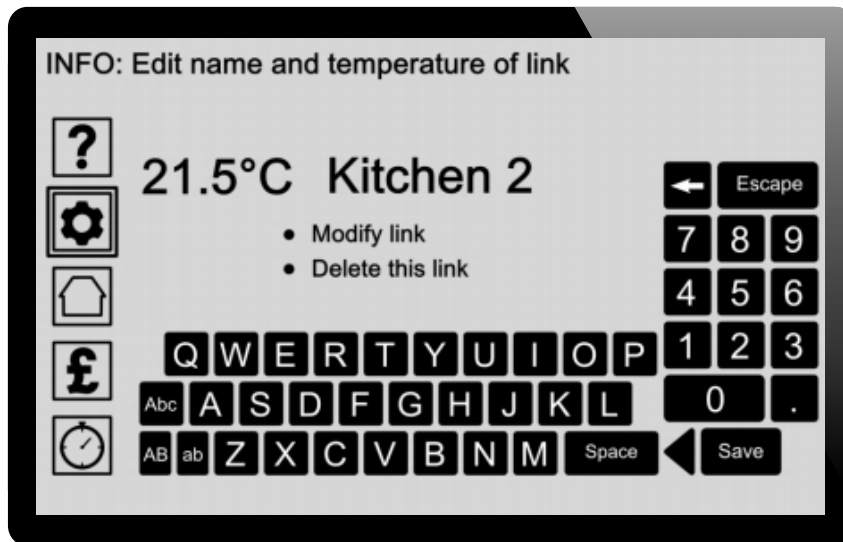 INFO: Edit name and temperature of link
?
21.5°C Kitchen 2
Escape
• Modify link
• Delete this link
7 8 9
4 5 6
£
Q W E R T Y U I O P 1 2 3
Abc A S D F G H J K L 0 .
AB ab Z X C V B N M Space Save